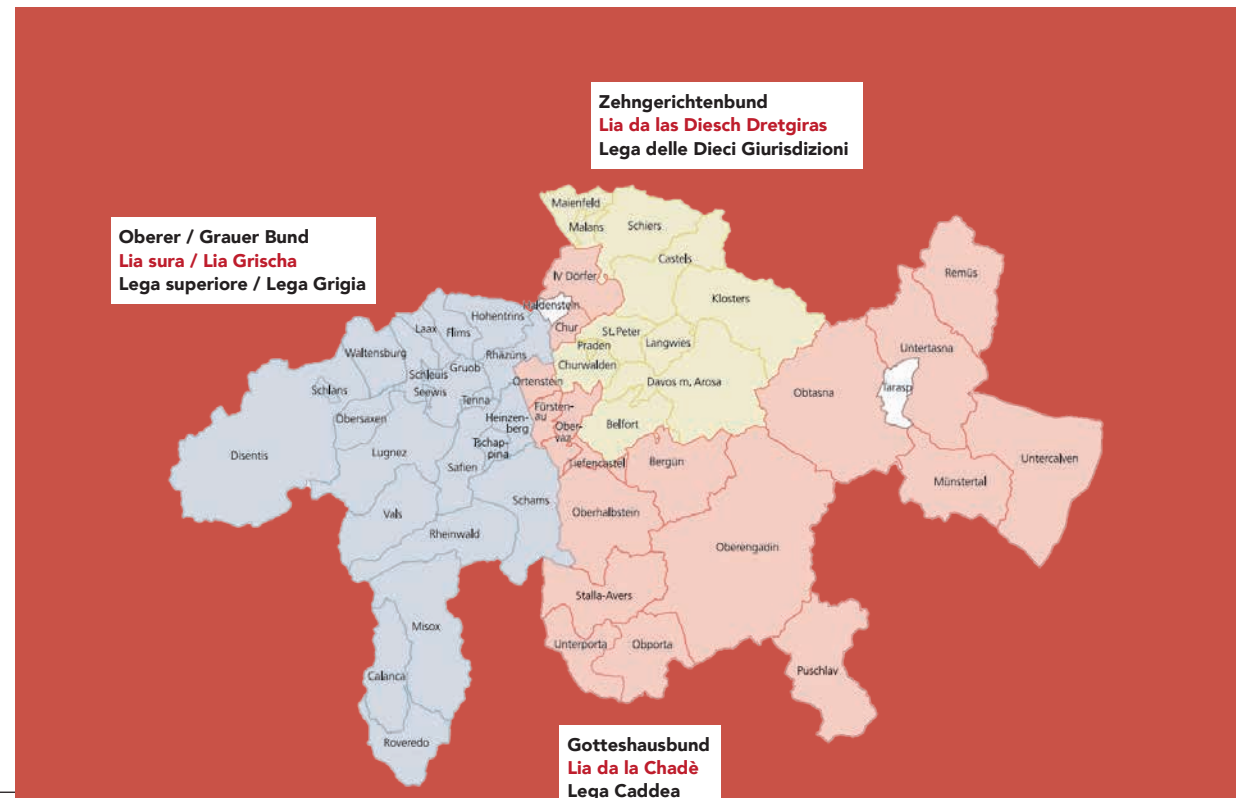 Zehngerichtenbund
Lia da las Diesch Dretgiras
Lega delle Dieci Giurisdizioni
Oberer / Grauer Bund
Lia sura / Lia Grischa
Lega superiore / Lega Grigia
Maienfeld
Malans
Schiers
Castels
Klosters
IV Dörfer
Haldenstein
Chur
St. Peter
Praden
Langwies
Churwalden
Davos m. Arosa
Belfort
Remüs
Untertasna
Tarasp
Obtasna
Untercalven
Münstertal
Hohentrins
Laax
Flims
Waltensburg
Rhäzüns
Gruob
Schleuis
Seewis
Schlans
Tenna
Ortenstein
Fürsten-
au
Ober-
vaz
Obersaxen
Heinzen-
berg
Tschap-
pina
Disentis
Lugnez
Safien
Tiefencastel
Bergün
Schams
Vals
Oberhalbstein
Rheinwald
Oberengadin
Stalla-Avers
Misox
Unterporta
Obporta
Puschlav
Calanca
Roveredo
Gotteshausbund
Lia da la Chadè
Lega Caddea